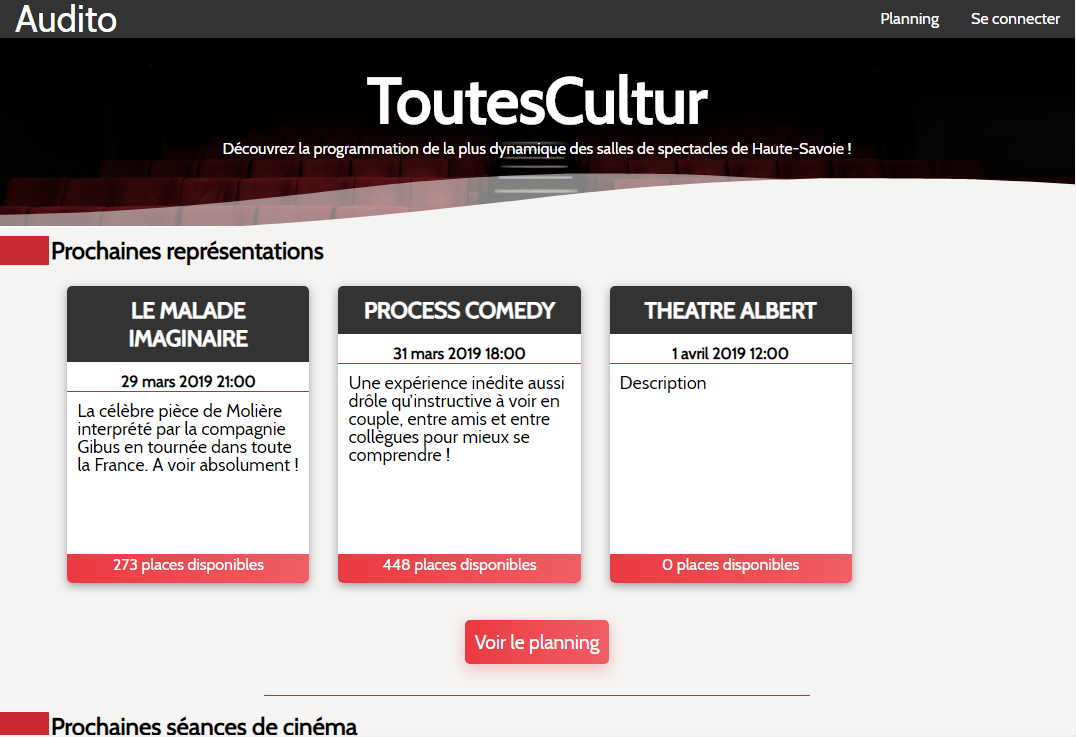 Audito
Planning
Se connecter
ToutesCultur
Découvrez la programmation de la plus dynamique des salles de spectacles de Haute-Savoie !
Prochaines représentations
LE MALADE
IMAGINAIRE
29 mars 2019 21:00
La célèbre pièce de Molière
interprété par la compagnie
Gibus en tournée dans toute
la France. A voir absolument !
273 places disponibles
PROCESS COMEDY
31 mars 2019 18:00
Une expérience inédite aussi
drôle qu'instructive à voir en
couple, entre amis et entre
collègues pour mieux se
comprendre !
448 places disponibles
THEATRE ALBERT
1 avril 2019 12:00
Description
0 places disponibles
Voir le planning
Prochaines séances de cinéma